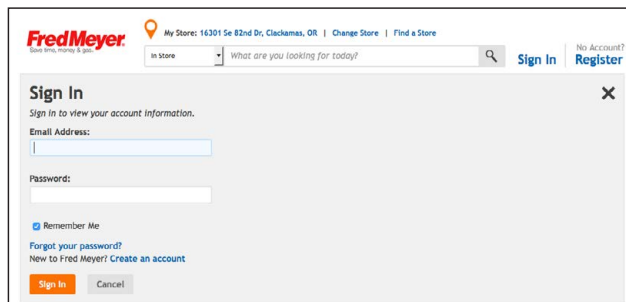 FredMeyer.
Save time, money & gas.
My Store: 16301 Se 82nd Dr, Clackamas, OR | Change Store | Find a Store
In Store
What are you looking for today?
Sign In
No Account?
Register
Sign In
Sign in to view your account information.
Email Address:
Password:
Remember Me
Forgot your password?
New to Fred Meyer? Create an account
Sign In
Cancel